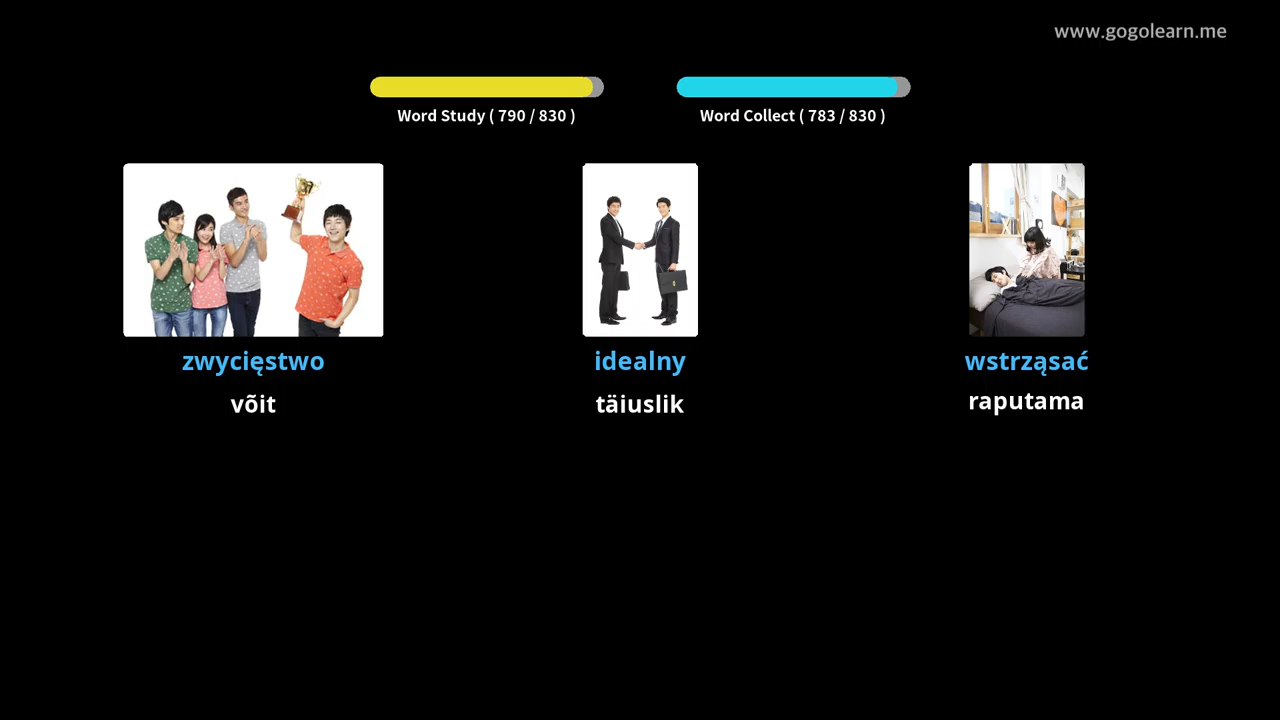 www.gogolearn.me
Word Study ( 790 / 830 )
Word Collect ( 783 / 830 )
zwycięstwo
idealny
wstrząsać
võit
täiuslik
raputama